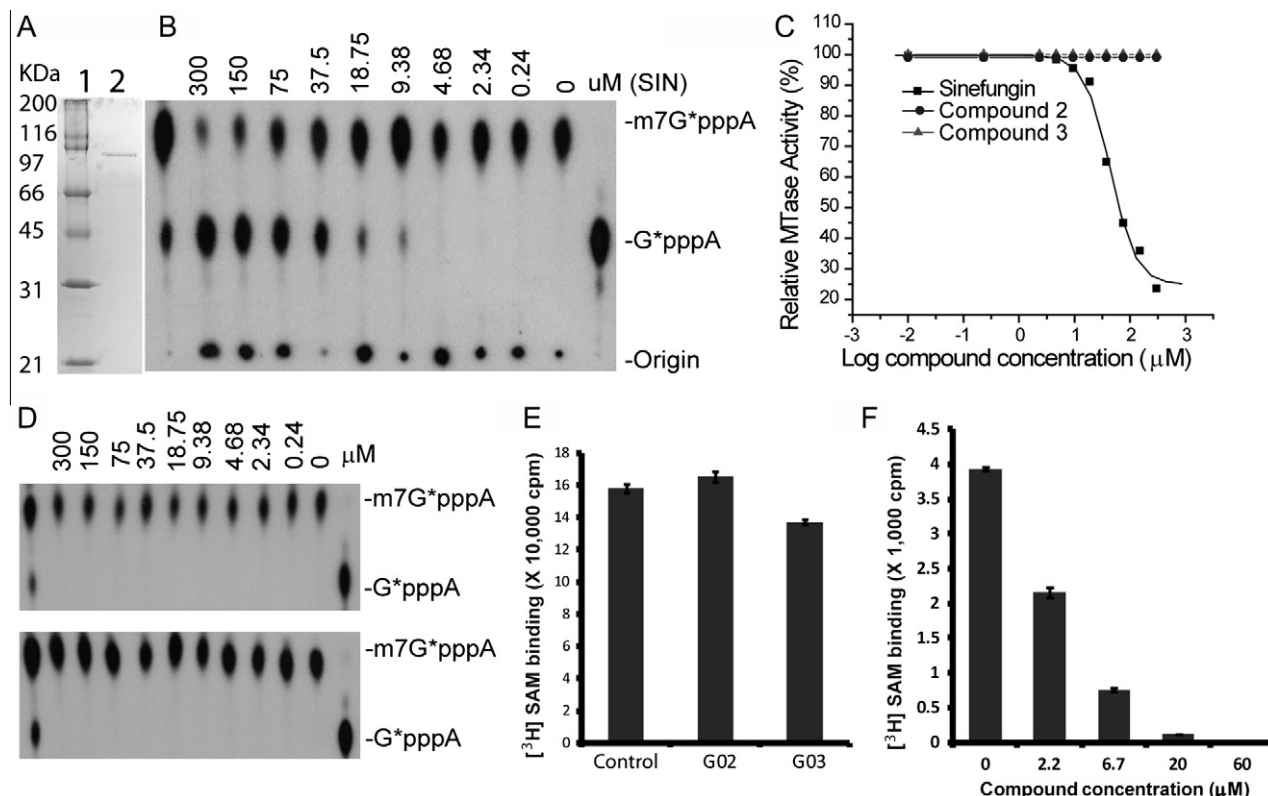 A
KDa
1 2
200
116
97
66
45
31
21
B
300 150 75 37.5 18.75 9.38 4.68 2.34 0.24 0 uM (SIN)
-m7G*pppA
-G*pppA
-Origin
C
Relative MTase Activity (%)
110
100
90
80
70
60
50
40
30
20
Sinefungin
Compound 2
Compound 3
-3 -2 -1 0 1 2 3
Log compound concentration (µM)
D
300 150 75 37.5 18.75 9.38 4.68 2.34 0.24 0 µM
-m7G*pppA
-G*pppA
-m7G*pppA
-G*pppA
E
[³H] SAM binding (X 10,000 cpm)
18
16
14
12
10
8
6
4
2
0
Control G02 G03
F
[³H] SAM binding (X 1,000 cpm)
4.5
4
3.5
3
2.5
2
1.5
1
0.5
0
0 2.2 6.7 20 60
Compound concentration (µM)